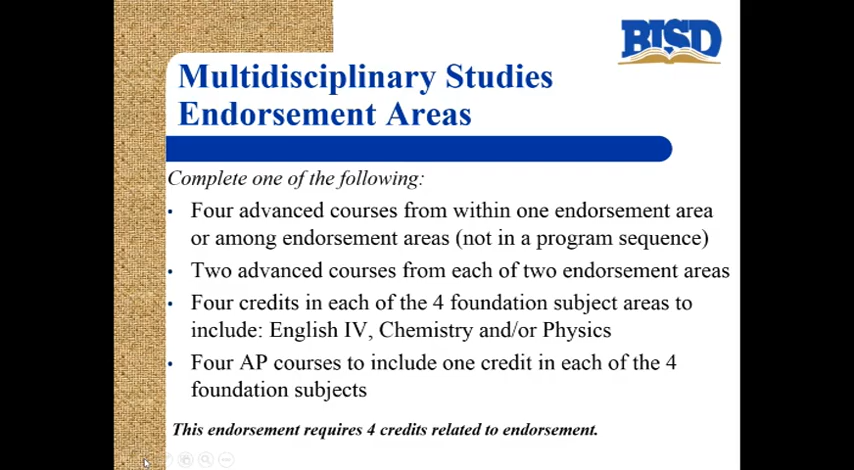 BISD
Multidisciplinary Studies
Endorsement Areas
Complete one of the following:
• Four advanced courses from within one endorsement area
or among endorsement areas (not in a program sequence)
• Two advanced courses from each of two endorsement areas
• Four credits in each of the 4 foundation subject areas to
include: English IV, Chemistry and/or Physics
• Four AP courses to include one credit in each of the 4
foundation subjects
This endorsement requires 4 credits related to endorsement.